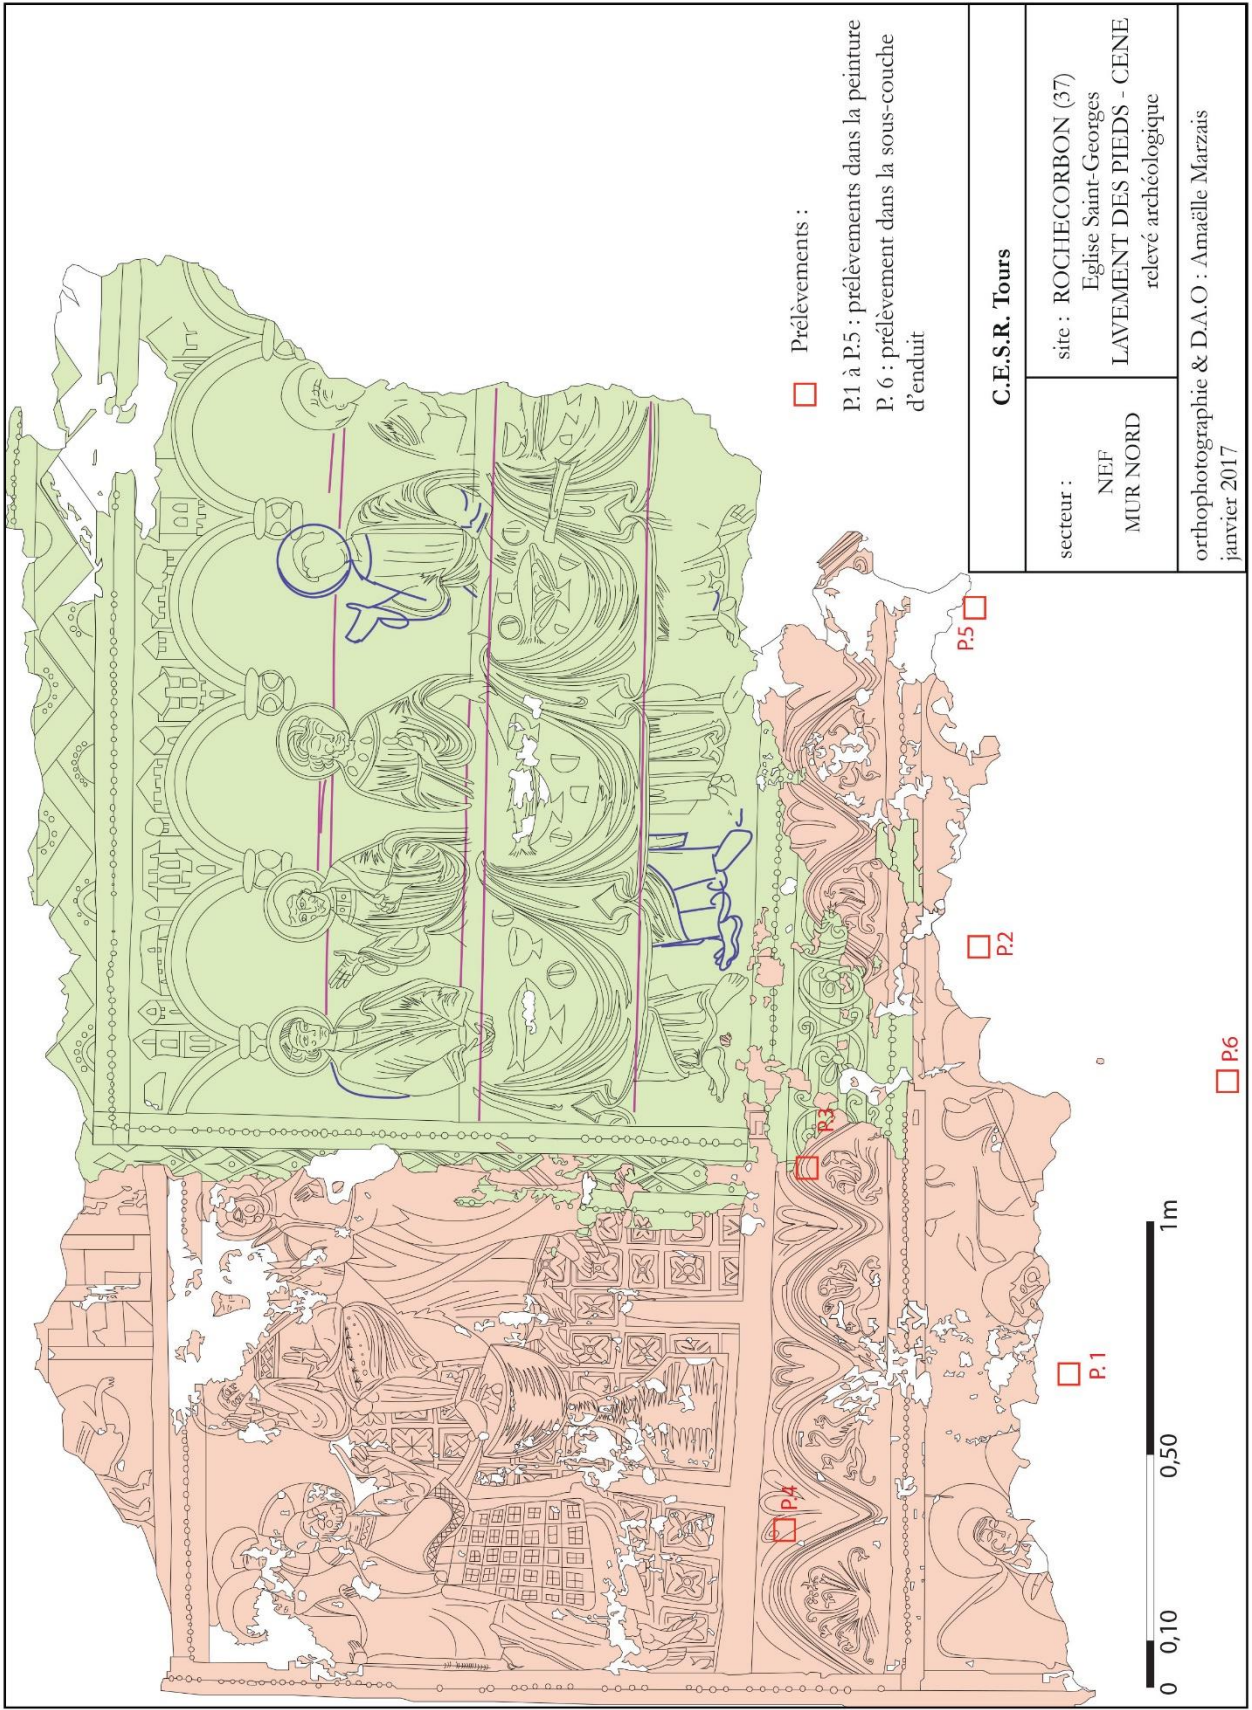 Prélèvements :
P.1 à P.5 : prélèvements dans la peinture
P. 6 : prélèvement dans la sous-couche
d'enduit
C.E.S.R. Tours
secteur :
NEF
MUR NORD
site : ROCHECORBON (37)
Eglise Saint-Georges
LAVEMENT DES PIEDS - CENE
relevé archéologique
orthophotographie & D.A.O : Amaëlle Marzais
janvier 2017
P.4
P.3
P.5
P.2
P.1
P.6
0 0,10 0,50 1m